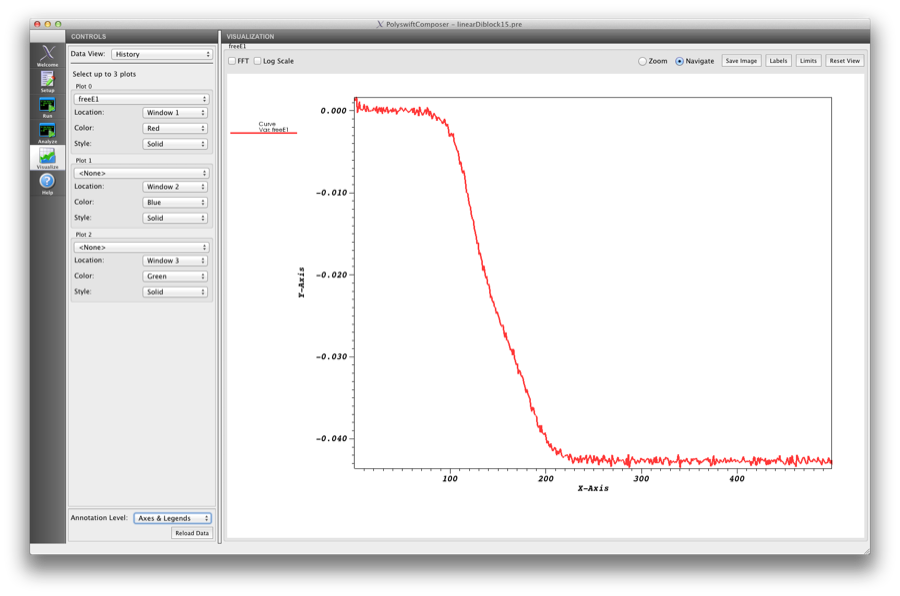 PolyswiftComposer - linearDiblock15.pre
CONTROLS
VISUALIZATION
Welcome
Setup
Run
Analyze
Visualize
Help
Data View: History
Select up to 3 plots
Plot 0
freeE1
Location: Window 1
Color: Red
Style: Solid
Plot 1
<None>
Location: Window 2
Color: Blue
Style: Solid
Plot 2
<None>
Location: Window 3
Color: Green
Style: Solid
Annotation Level: Axes & Legends
Reload Data
freeE1
FFT Log Scale Zoom Navigate Save Image Labels Limits Reset View
Curve
Var: freeE1
0.000
-0.010
-0.020
-0.030
-0.040
Y-Axis
100 200 300 400
X-Axis